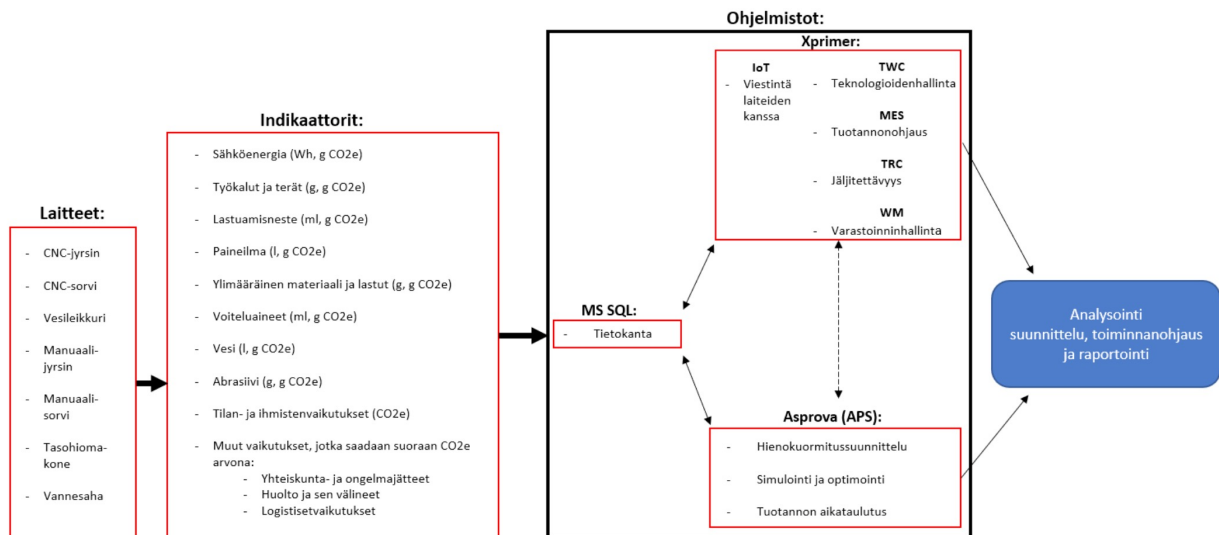 Laitteet:
- CNC-jyrsin
- CNC-sorvi
- Vesileikkuri
- Manuaali-
jyrsin
- Manuaali-
sorvi
- Tasohioma-
kone
- Vannesaha
Indikaattorit:
- Sähköenergia (Wh, g CO2e)
- Työkalut ja terät (g, g CO2e)
- Lastuamisneste (ml, g CO2e)
- Paineilma (l, g CO2e)
- Ylimääräinen materiaali ja lastut (g, g CO2e)
- Voiteluaineet (ml, g CO2e)
- Vesi (l, g CO2e)
- Abrasiivi (g, g CO2e)
- Tilan- ja ihmistenvaikutukset (CO2e)
- Muut vaikutukset, jotka saadaan suoraan CO2e
arvona:
- Yhteiskunta- ja ongelmajätteet
- Huolto ja sen välineet
- Logistisetvaikutukset
Ohjelmistot:
MS SQL:
- Tietokanta
Xprimer:
IoT
- Viestintä
laiteiden
kanssa
TWC
- Teknologioidenhallinta
MES
- Tuotannonohjaus
TRC
- Jäljitettävyys
WM
- Varastoinninhallinta
Asprova (APS):
- Hienokuormitussuunnittelu
- Simulointi ja optimointi
- Tuotannon aikataulutus
Analysointi
suunnittelu, toiminnanohjaus
ja raportointi